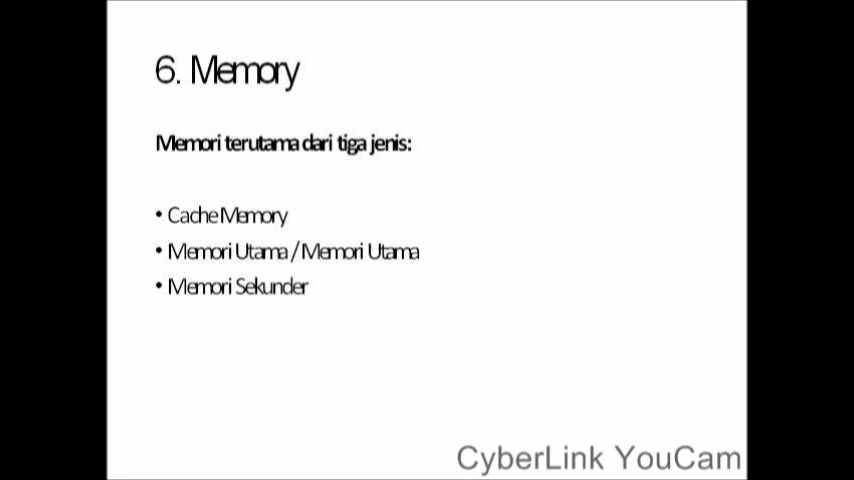 6. Memory
Memori terutama dari tiga jenis:
• Cache Memory
• Memori Utama / Memori Utama
• Memori Sekunder
CyberLink YouCam